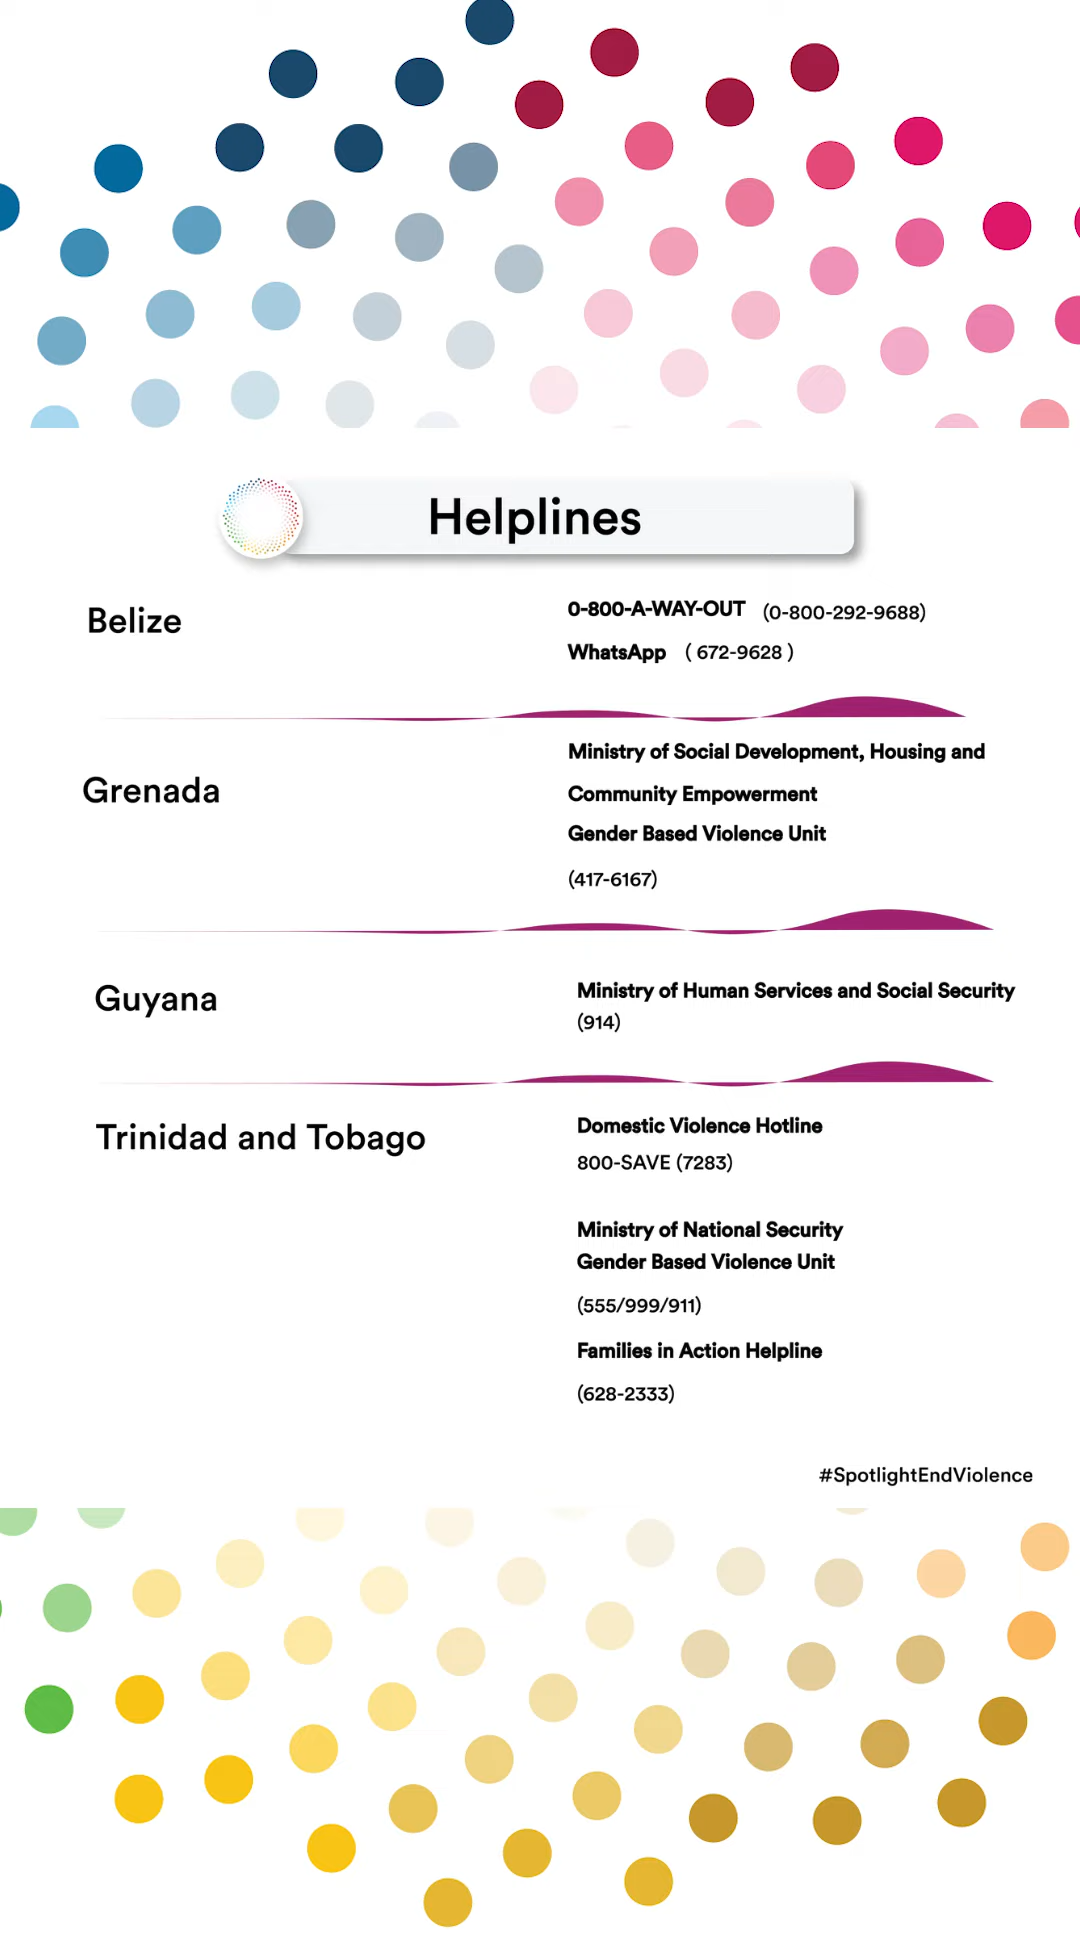 Helplines
Belize
0-800-A-WAY-OUT (0-800-292-9688)
WhatsApp ( 672-9628 )
Grenada
Ministry of Social Development, Housing and
Community Empowerment
Gender Based Violence Unit
(417-6167)
Guyana
Ministry of Human Services and Social Security
(914)
Trinidad and Tobago
Domestic Violence Hotline
800-SAVE (7283)
Ministry of National Security
Gender Based Violence Unit
(555/999/911)
Families in Action Helpline
(628-2333)
#SpotlightEndViolence